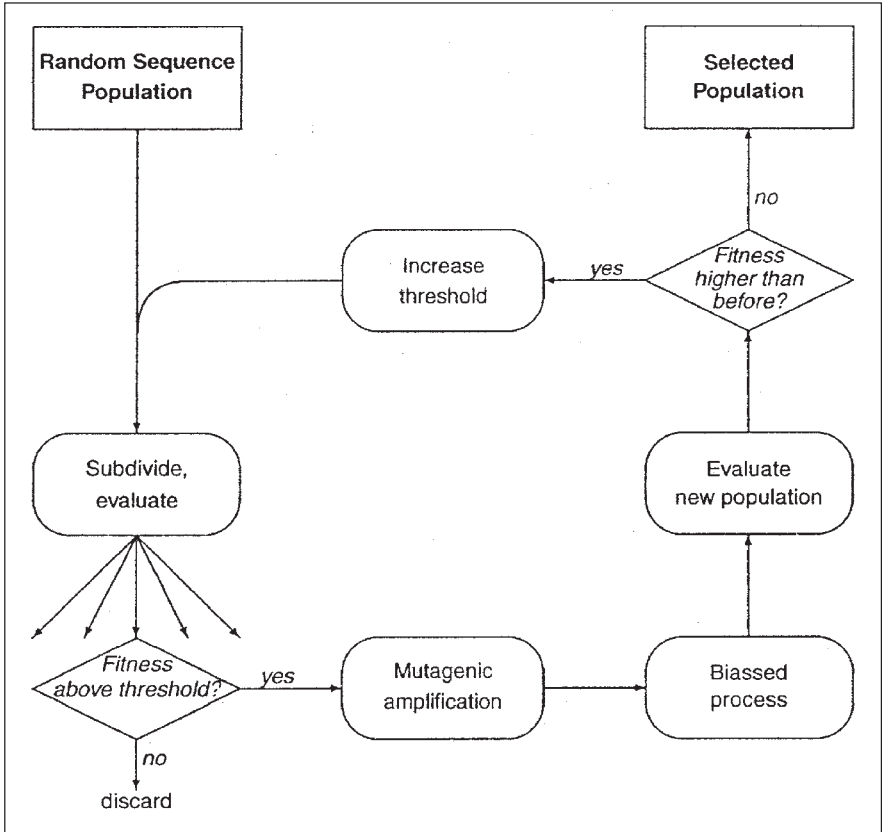 Random Sequence
Population
Selected
Population
no
Increase
threshold
yes
Fitness
higher than
before?
Subdivide,
evaluate
Evaluate
new population
Fitness
above threshold?
yes
Mutagenic
amplification
Biassed
process
no
discard